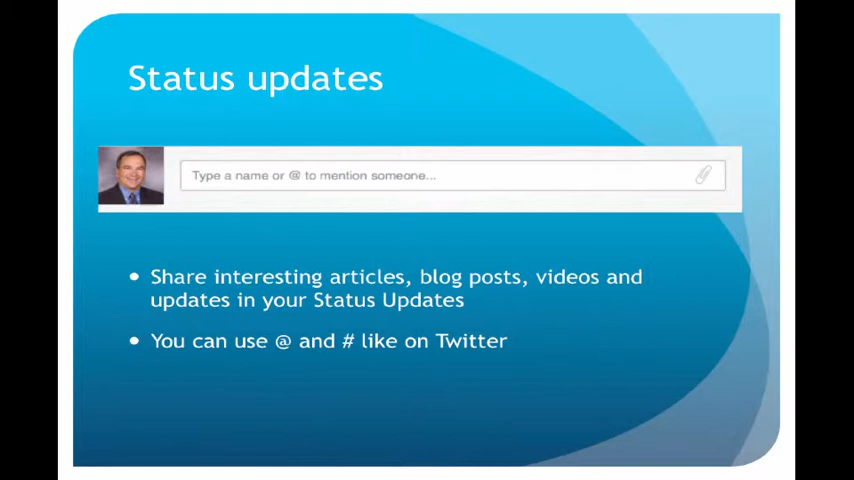 Status updates
Type a name or @ to mention someone...
• Share interesting articles, blog posts, videos and
updates in your Status Updates
• You can use @ and # like on Twitter